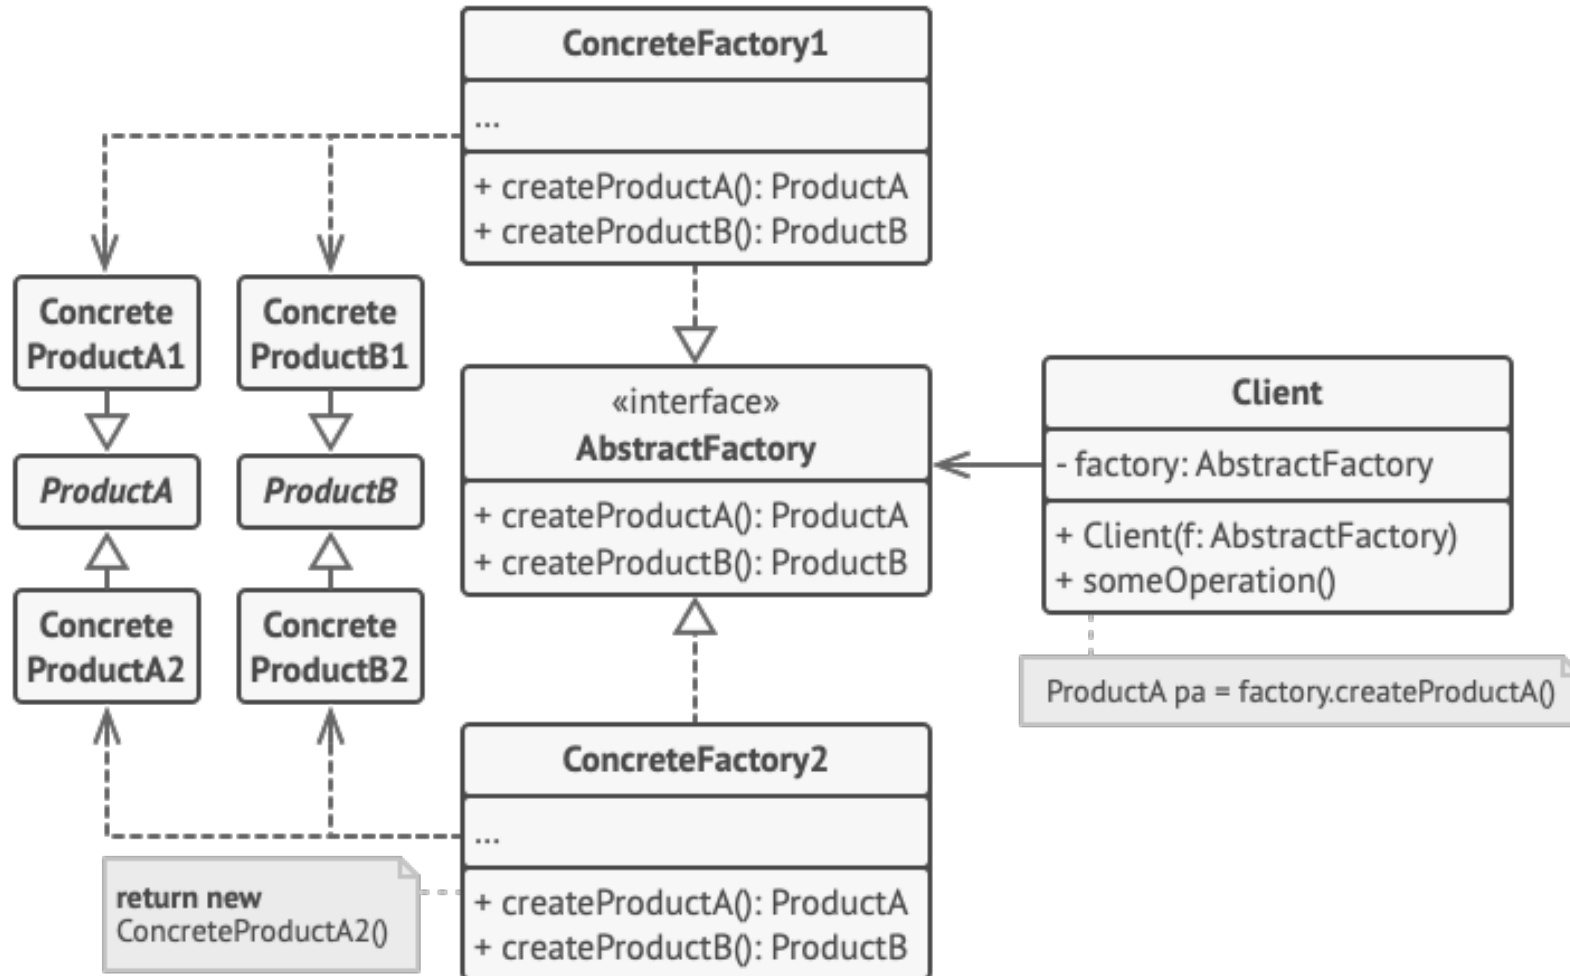 ConcreteFactory1
...
+ createProductA(): ProductA
+ createProductB(): ProductB
Concrete
ProductA1
Concrete
ProductB1
ProductA
ProductB
Concrete
ProductA2
Concrete
ProductB2
«interface»
AbstractFactory
+ createProductA(): ProductA
+ createProductB(): ProductB
Client
- factory: AbstractFactory
+ Client(f: AbstractFactory)
+ someOperation()
ProductA pa = factory.createProductA()
ConcreteFactory2
...
+ createProductA(): ProductA
+ createProductB(): ProductB
return new
ConcreteProductA2()